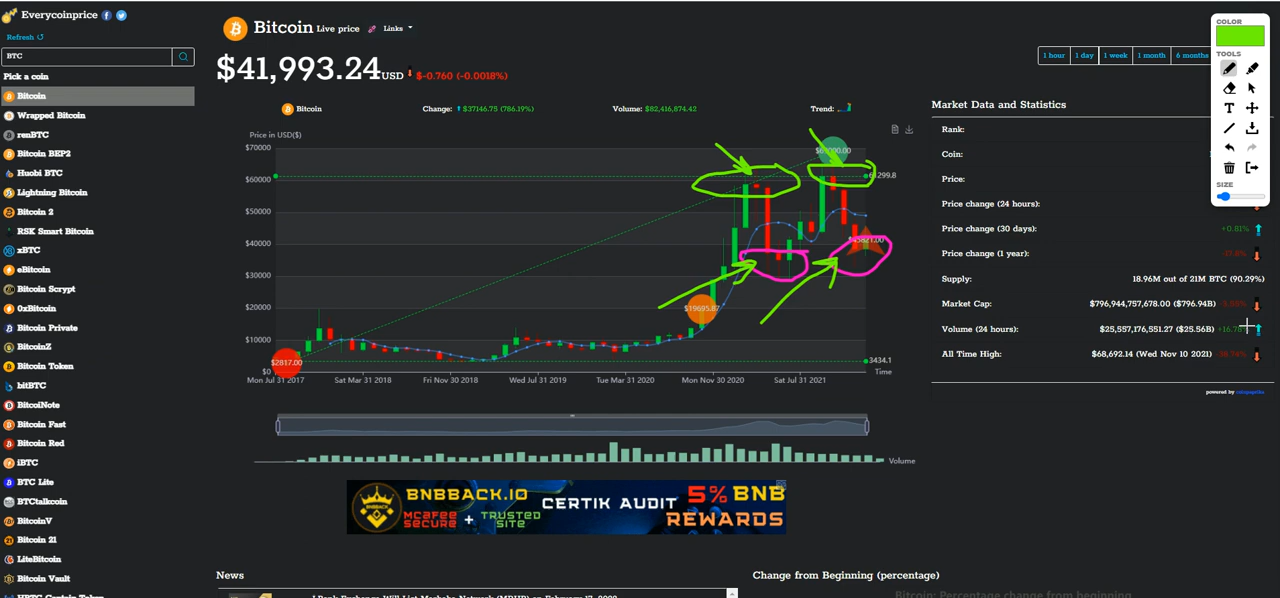 Everycoinprice
Refresh
BTC
Pick a coin
Bitcoin
Wrapped Bitcoin
renBTC
Bitcoin BEP2
Huobi BTC
Lightning Bitcoin
Bitcoin 2
RSK Smart Bitcoin
xBTC
eBitcoin
Bitcoin Scrypt
0xBitcoin
Bitcoin Private
BitcoinZ
Bitcoin Token
bitBTC
BitcoiNote
Bitcoin Fast
Bitcoin Red
iBTC
BTC Lite
BTCtalkcoin
BitcoinV
Bitcoin 21
LiteBitcoin
Bitcoin Vault
Bitcoin Live price Links
$41,993.24 USD $-0.760 (-0.0018%)
1 hour 1 day 1 week 1 month 6 months
Bitcoin Change: $37146.75 (786.19%) Volume: $82,416,874.42 Trend:
Price in USD($)
$70000
$60000
$50000
$40000
$30000
$20000
$10000
$0
61299.8
$19695.87
$2817.00
3434.1
Time
Mon Jul 31 2017 Sat Mar 31 2018 Fri Nov 30 2018 Wed Jul 31 2019 Tue Mar 31 2020 Mon Nov 30 2020 Sat Jul 31 2021
Volume
BNBBACK.IO
MCAFEE SECURE + TRUSTED SITE
CERTIK AUDIT
5% BNB REWARDS
News
Change from Beginning (percentage)
Bitcoin: Percentage change from beginning
Market Data and Statistics
Rank:
Coin:
Price:
Price change (24 hours):
Price change (30 days): +0.81%
Price change (1 year):
Supply: 18.96M out of 21M BTC (90.29%)
Market Cap: $796,944,757,678.00 ($796.94B)
Volume (24 hours): $25,557,176,551.27 ($25.56B)
All Time High: $68,692.14 (Wed Nov 10 2021)
powered by coinpaprika
COLOR
TOOLS
T
SIZE